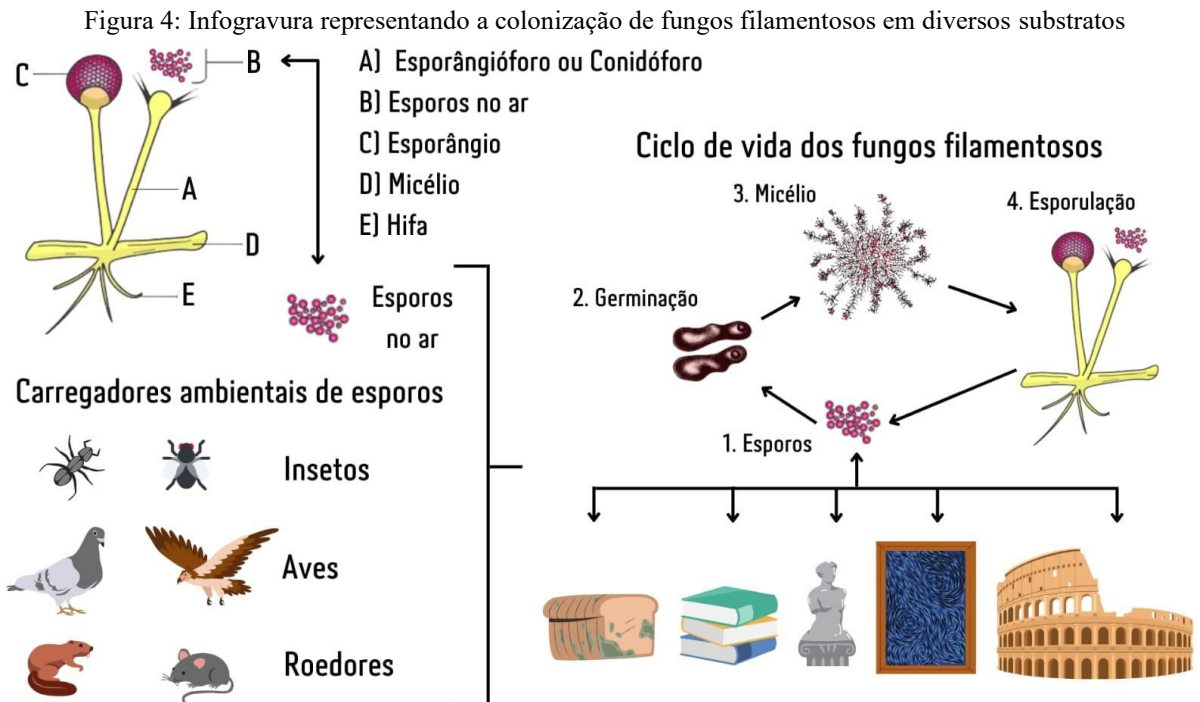 Figura 4: Infogravura representando a colonização de fungos filamentosos em diversos substratos
C
B
A
D
E
A) Esporângióforo ou Conidóforo
B) Esporos no ar
C) Esporângio
D) Micélio
E) Hifa
Esporos
no ar
Carregadores ambientais de esporos
Insetos
Aves
Roedores
Ciclo de vida dos fungos filamentosos
3. Micélio
4. Esporulação
2. Germinação
1. Esporos